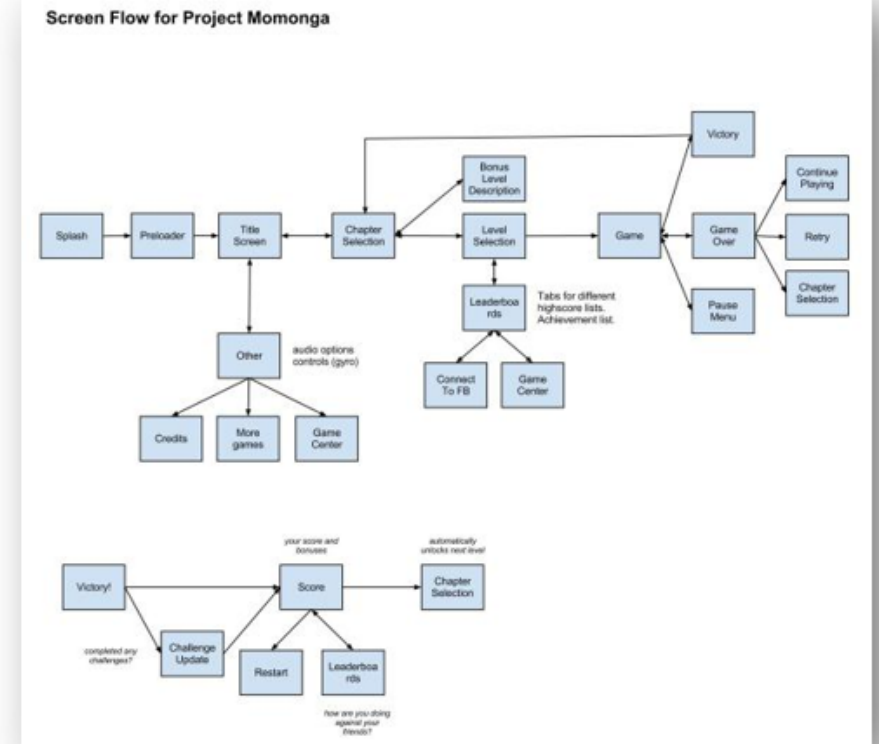 Screen Flow for Project Momonga
Victory
Bonus
Level
Description
Continue
Playing
Splash
Preloader
Title
Screen
Chapter
Selection
Level
Selection
Game
Game
Over
Retry
Leaderboa
rds
Tabs for different
highscore lists.
Achievement list.
Pause
Menu
Chapter
Selection
Other
audio options
controls (gyro)
Connect
To FB
Game
Center
Credits
More
games
Game
Center
your score and
bonuses
automatically
unlocks next level
Victory!
Score
Chapter
Selection
completed any
challenges?
Challenge
Update
Restart
Leaderboa
rds
how are you doing
against your
friends?